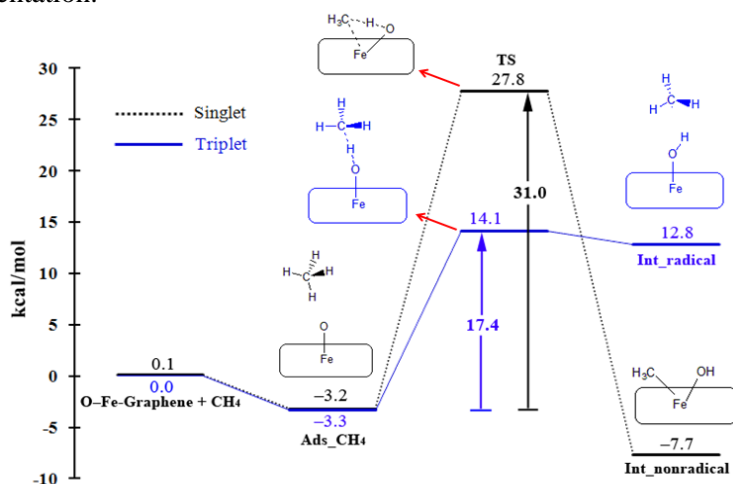 entation.
H₃C H O
Fe
TS
27.8
30
25
20
15
10
5
0
-5
-10
kcal/mol
Singlet
Triplet
H
H C H
H
O
Fe
H
H C H
H
O
Fe
14.1
31.0
17.4
H
O
Fe
12.8
Int_radical
0.1
0.0
O–Fe-Graphene + CH₄
–3.2
–3.3
Ads_CH₄
H₃C OH
Fe
–7.7
Int_nonradical